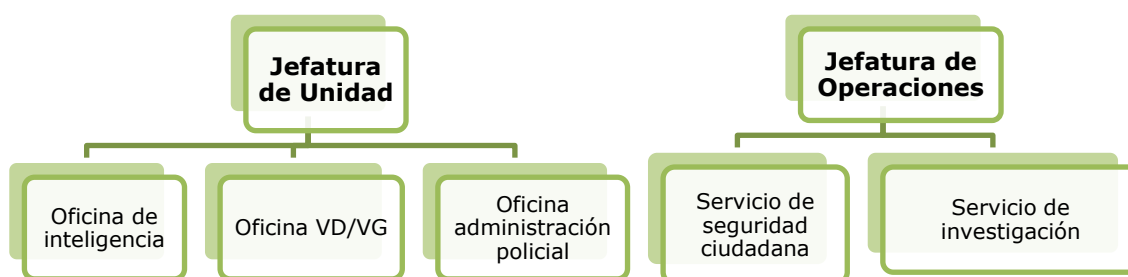 Jefatura
de Unidad
Jefatura de
Operaciones
Oficina de
inteligencia
Oficina VD/VG
Oficina
administración
policial
Servicio de
seguridad
ciudadana
Servicio de
investigación